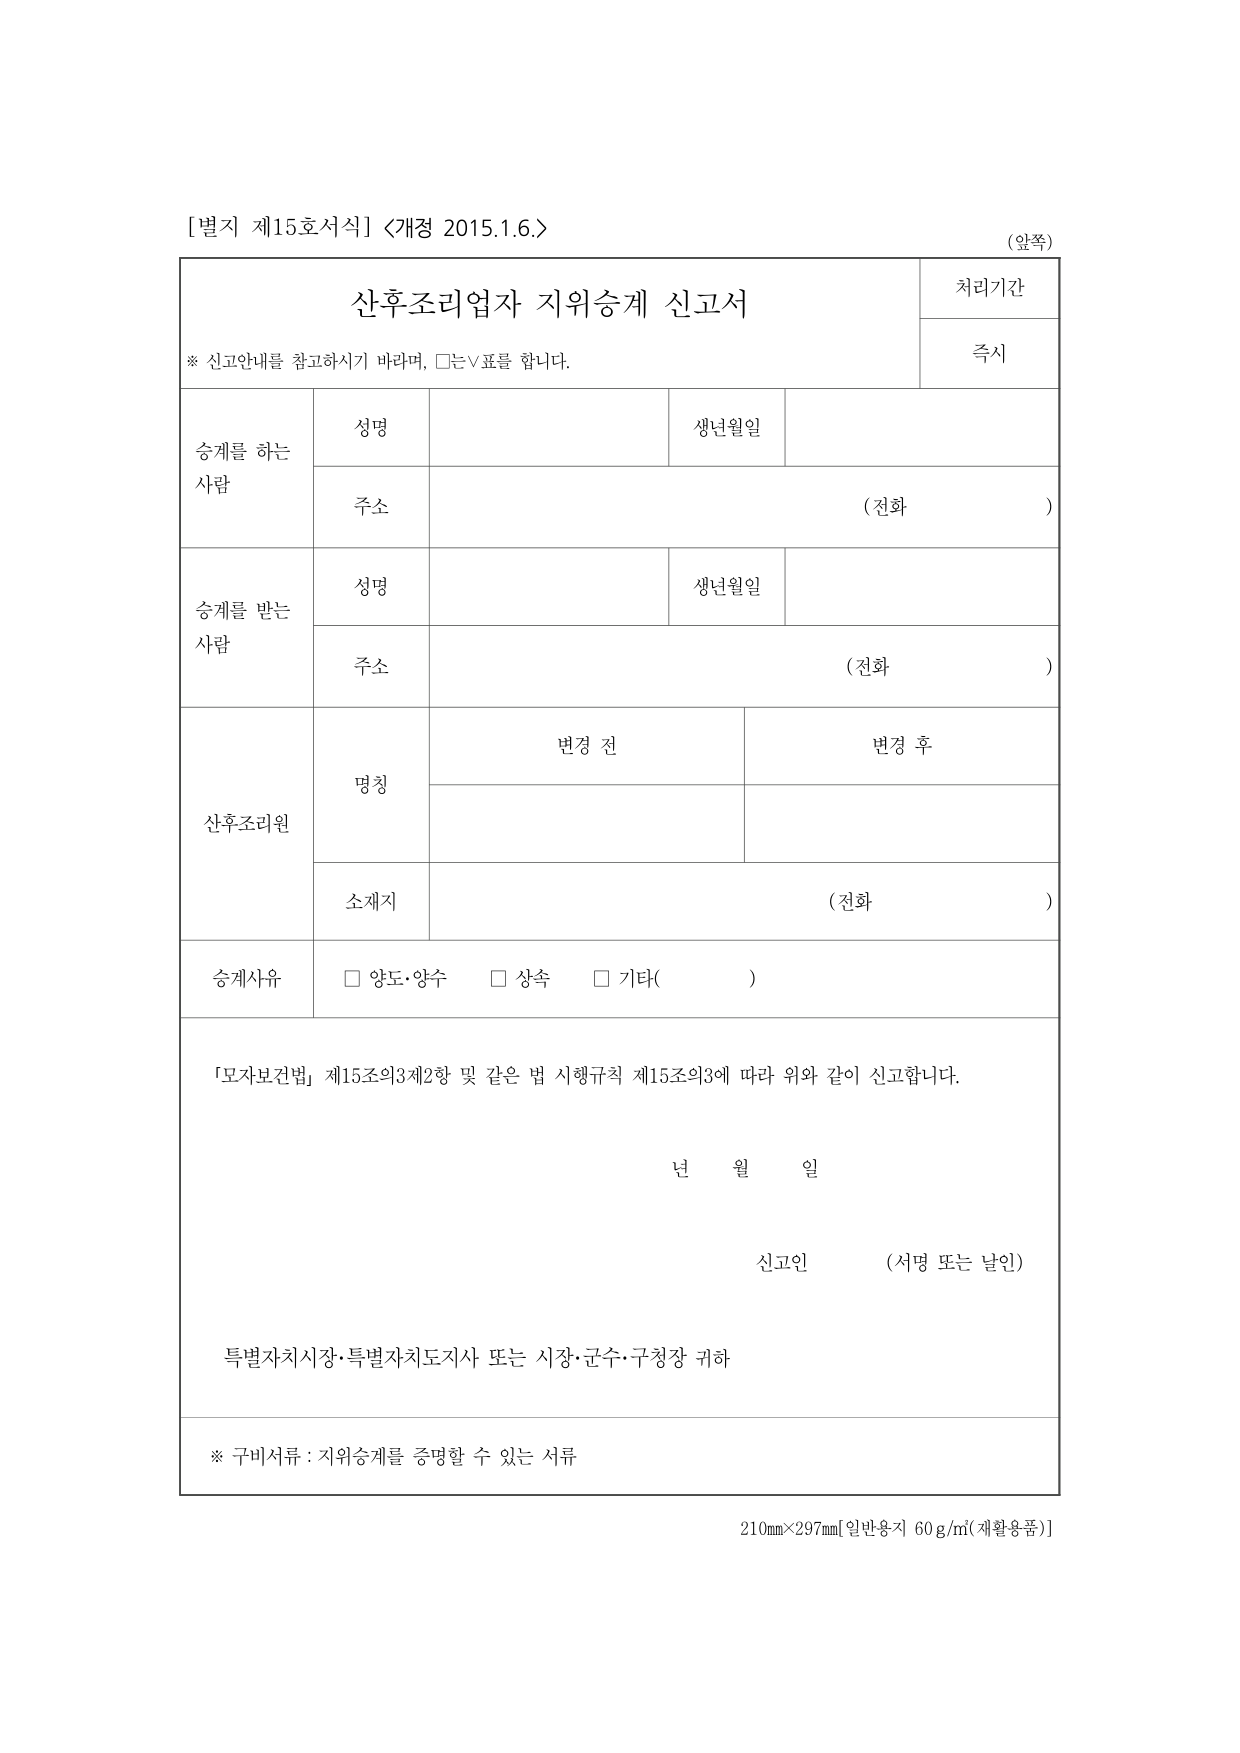 [별지 제15호서식] <개정 2015.1.6.>
(앞쪽)
산후조리업자 지위승계 신고서
처리기간
※ 신고안내를 참고하시기 바라며, □는∨표를 합니다.
즉시
승계를 하는
사람
성명
생년월일
주소
(전화 )
승계를 받는
사람
성명
생년월일
주소
(전화 )
산후조리원
명칭
변경 전
변경 후
소재지
(전화 )
승계사유
□ 양도·양수 □ 상속 □ 기타( )
「모자보건법」 제15조의3제2항 및 같은 법 시행규칙 제15조의3에 따라 위와 같이 신고합니다.
년 월 일
신고인 (서명 또는 날인)
특별자치시장·특별자치도지사 또는 시장·군수·구청장 귀하
※ 구비서류 : 지위승계를 증명할 수 있는 서류
210㎜×297㎜[일반용지 60ｇ/㎡(재활용품)]